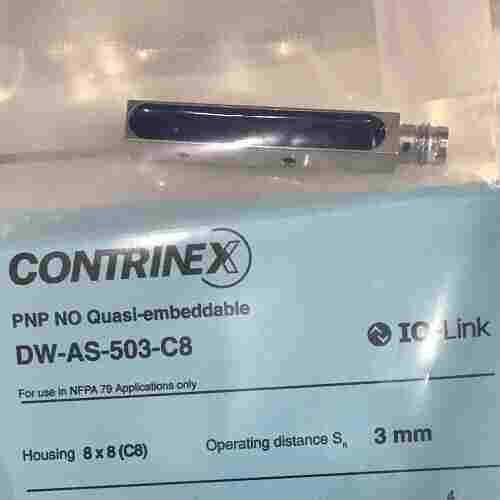 CONTRINEX
PNP NO Quasi-embeddable
DW-AS-503-C8
IO-Link
For use in NFPA 79 Applications only
Housing 8 x 8 (C8)
Operating distance Sn 3 mm